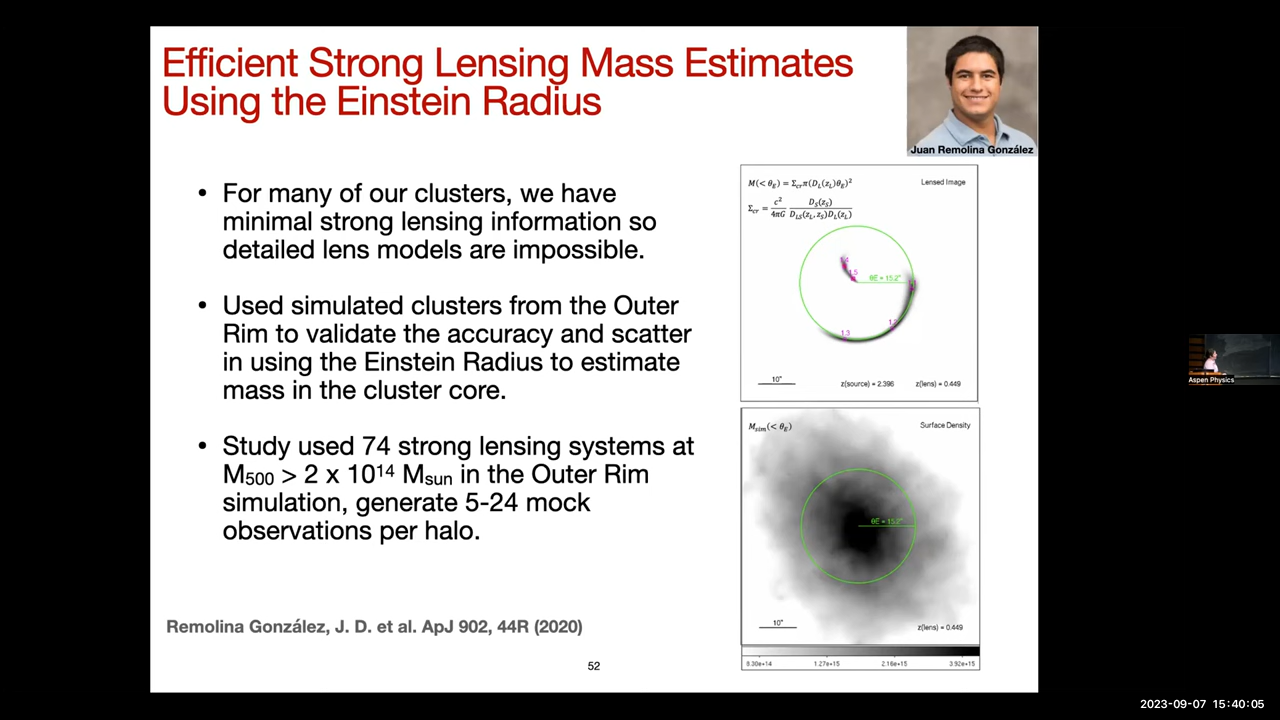 Efficient Strong Lensing Mass Estimates
Using the Einstein Radius
Juan Remolina González
• For many of our clusters, we have
minimal strong lensing information so
detailed lens models are impossible.
• Used simulated clusters from the Outer
Rim to validate the accuracy and scatter
in using the Einstein Radius to estimate
mass in the cluster core.
• Study used 74 strong lensing systems at
M500 > 2 x 10¹⁴ Msun in the Outer Rim
simulation, generate 5-24 mock
observations per halo.
Remolina González, J. D. et al. ApJ 902, 44R (2020)
52
M(< θE) = Σcr π(DL(zL)θE)²
Lensed Image
Σcr = c²/4πG DS(zS)/DLS(zL, zS)DL(zL)
1.5
θE = 15.2"
1.3
10"
z(source) = 2.396
z(lens) = 0.449
Msim(< θE)
Surface Density
θE = 15.2"
10"
z(lens) = 0.449
8.30e+14 1.27e+15 2.16e+15 3.92e+15
Aspen Physics
2023-09-07 15:40:05